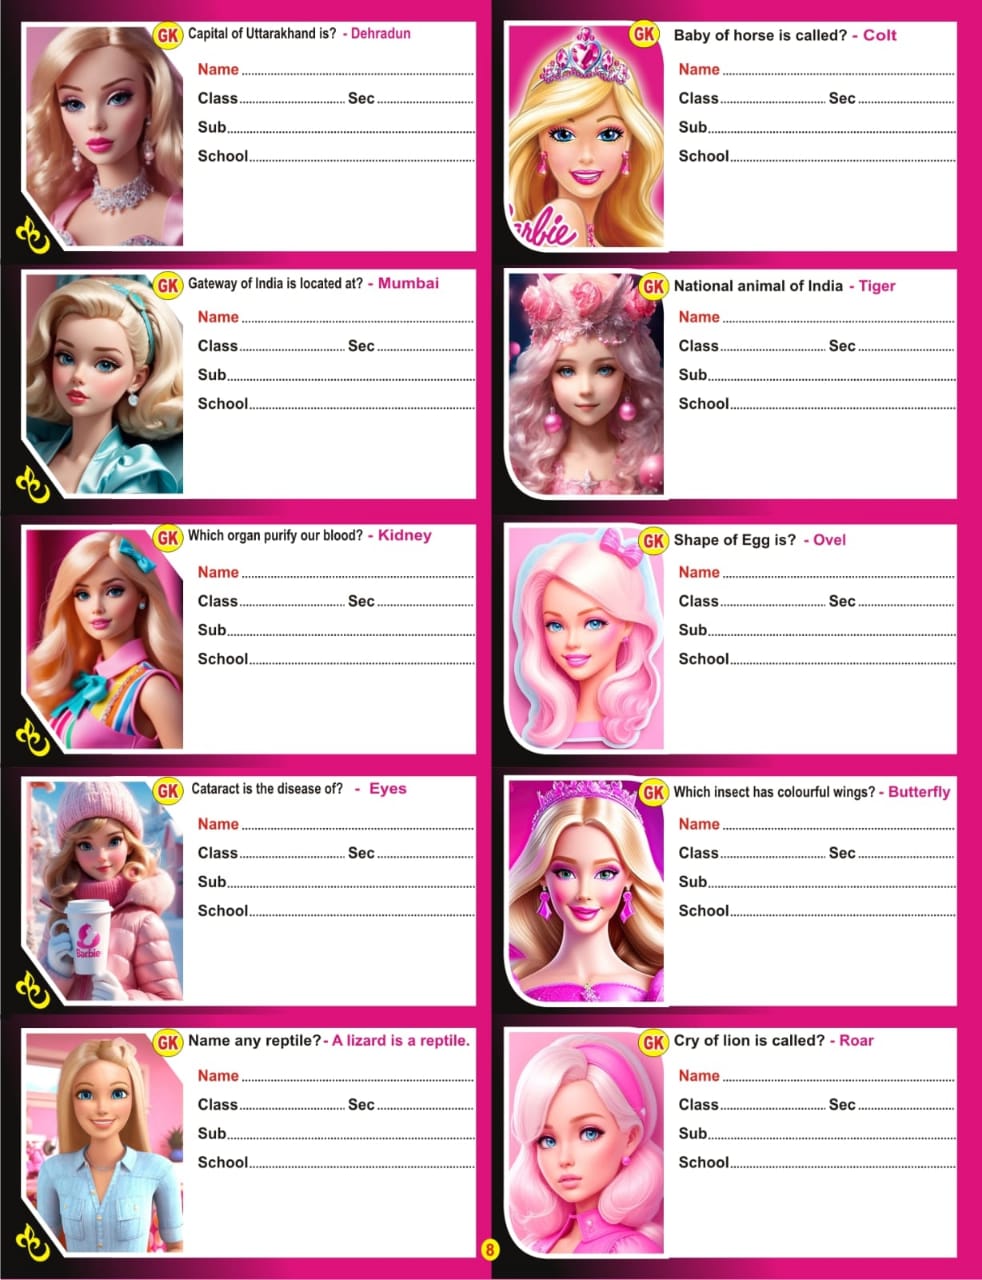 GK Capital of Uttarakhand is? - Dehradun
Name
Class Sec
Sub
School
GK Baby of horse is called? - Colt
Name
Class Sec
Sub
School
Barbie
GK Gateway of India is located at? - Mumbai
Name
Class Sec
Sub
School
GK National animal of India - Tiger
Name
Class Sec
Sub
School
GK Which organ purify our blood? - Kidney
Name
Class Sec
Sub
School
GK Shape of Egg is? - Ovel
Name
Class Sec
Sub
School
GK Cataract is the disease of? - Eyes
Name
Class Sec
Sub
School
Barbie
GK Which insect has colourful wings? - Butterfly
Name
Class Sec
Sub
School
GK Name any reptile? - A lizard is a reptile.
Name
Class Sec
Sub
School
GK Cry of lion is called? - Roar
Name
Class Sec
Sub
School
8